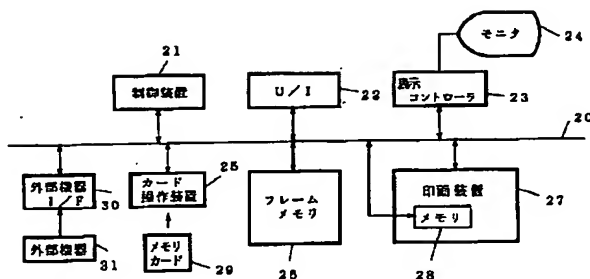 モニタ
24
21
制御装置
U/I
22
表示
コントローラ
23
20
外部機器
I/F
30
カード
操作装置
25
フレーム
メモリ
26
印画装置
27
メモリ
28
外部機器
31
メモリ
カード
29